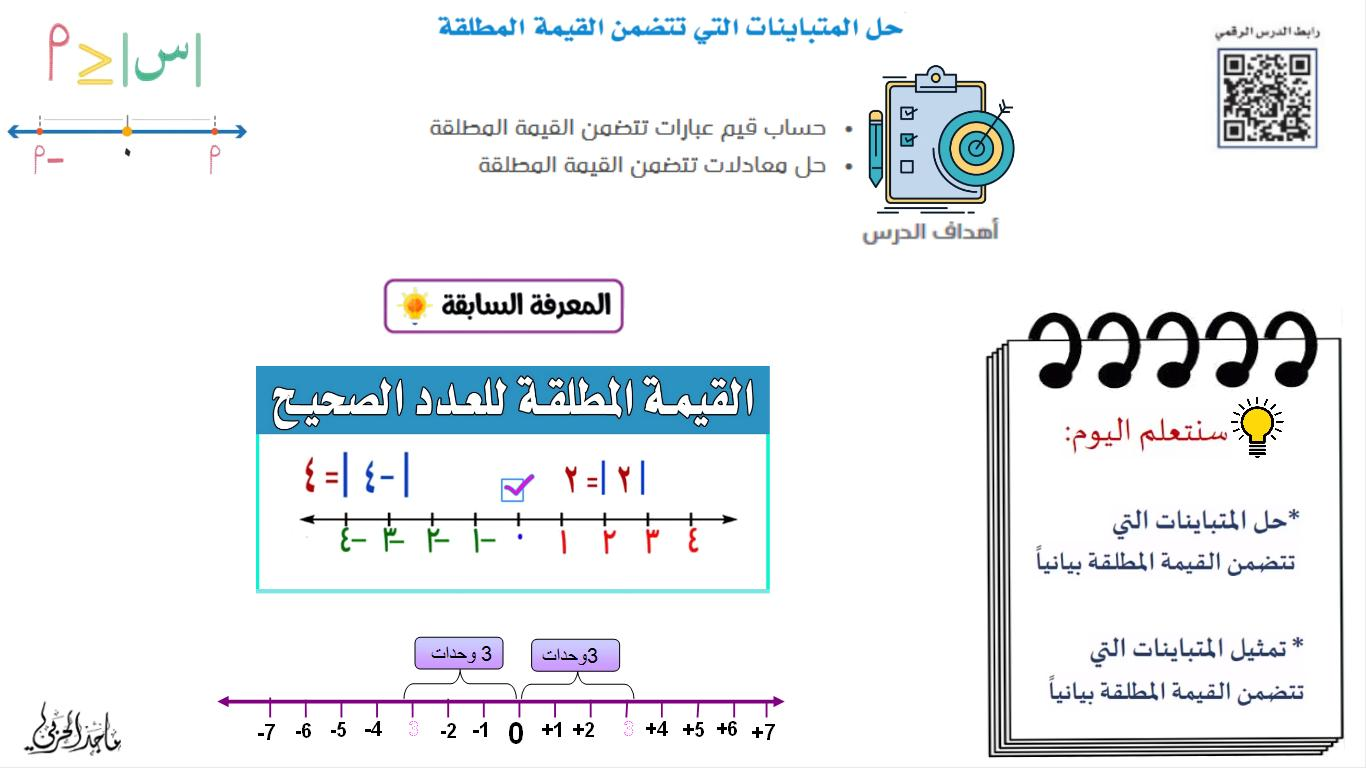 رابط الدرس الرقمي
حل المتباينات التي تتضمن القيمة المطلقة
|س| ≥ م
م
٠
-م
• حساب قيم عبارات تتضمن القيمة المطلقة
• حل معادلات تتضمن القيمة المطلقة
أهداف الدرس
المعرفة السابقة
القيمة المطلقة للعدد الصحيح
|٢| = ٢
|-٤| = ٤
-٤ -٣ -٢ -١ ٠ ١ ٢ ٣ ٤
سنتعلم اليوم:
*حل المتباينات التي
تتضمن القيمة المطلقة بيانياً
* تمثيل المتباينات التي
تتضمن القيمة المطلقة بيانياً
3 وحدات
3وحدات
-7 -6 -5 -4 3 -2 -1 0 +1 +2 3 +4 +5 +6 +7